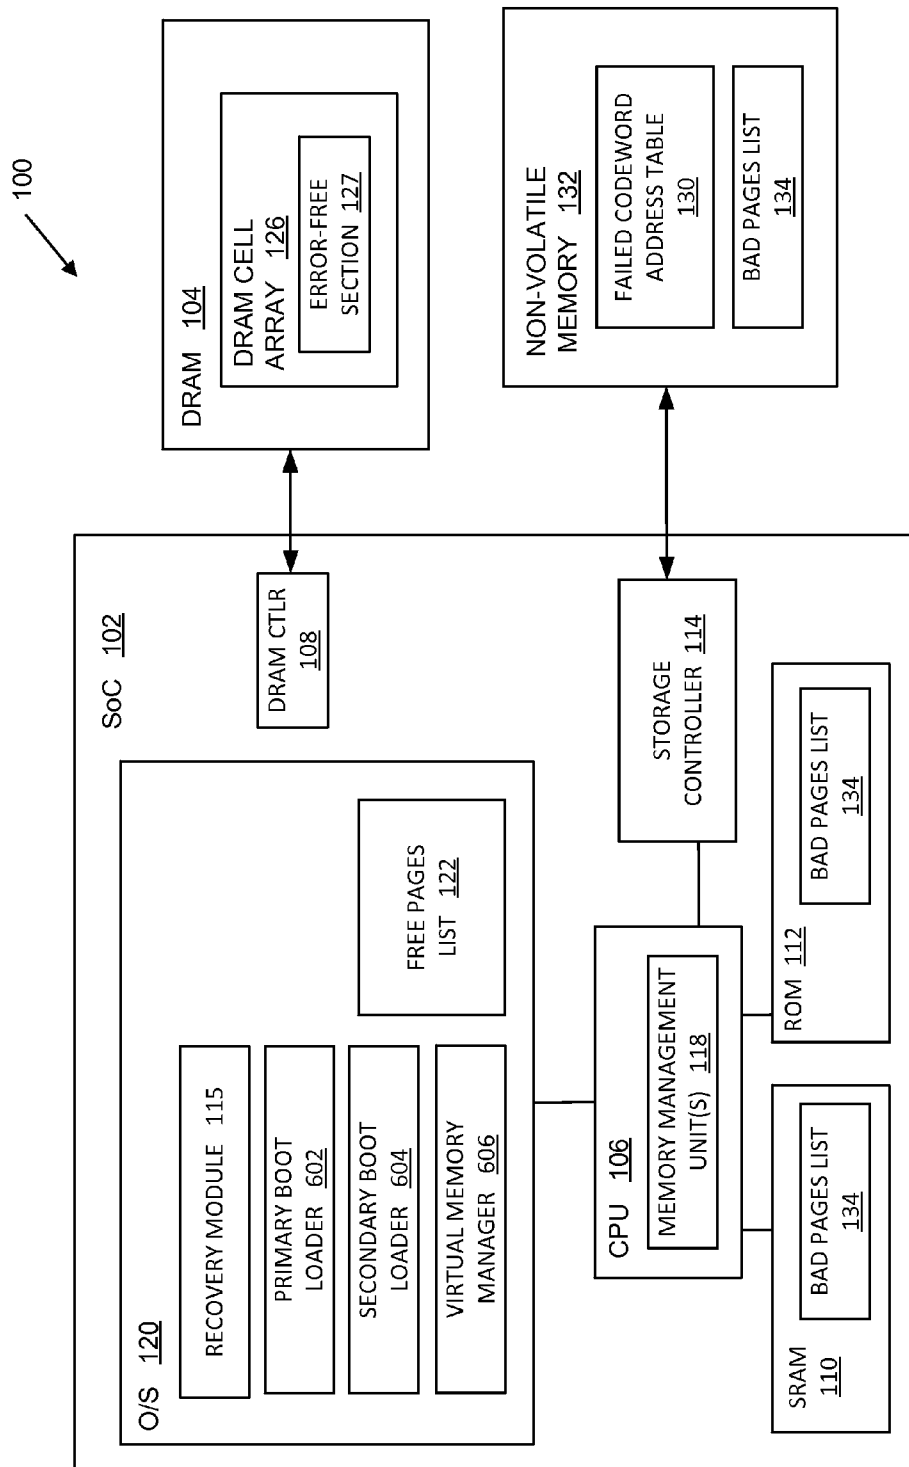 100
SoC 102
O/S 120
RECOVERY MODULE 115
PRIMARY BOOT
LOADER 602
SECONDARY BOOT
LOADER 604
VIRTUAL MEMORY
MANAGER 606
FREE PAGES
LIST 122
DRAM CTLR
108
DRAM 104
DRAM CELL
ARRAY 126
ERROR-FREE
SECTION 127
CPU 106
MEMORY MANAGEMENT
UNIT(S) 118
STORAGE
CONTROLLER 114
NON-VOLATILE
MEMORY 132
FAILED CODEWORD
ADDRESS TABLE
130
BAD PAGES LIST
134
SRAM
110
BAD PAGES LIST
134
ROM 112
BAD PAGES LIST
134